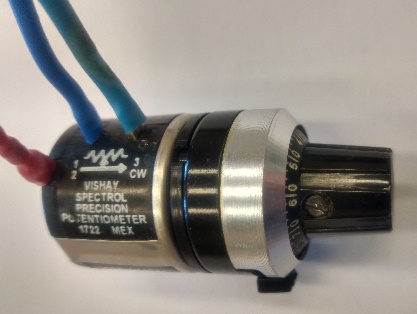 1 3
2 CW
VISHAY
SPECTROL
PRECISION
POTENTIOMETER
1722 MEX